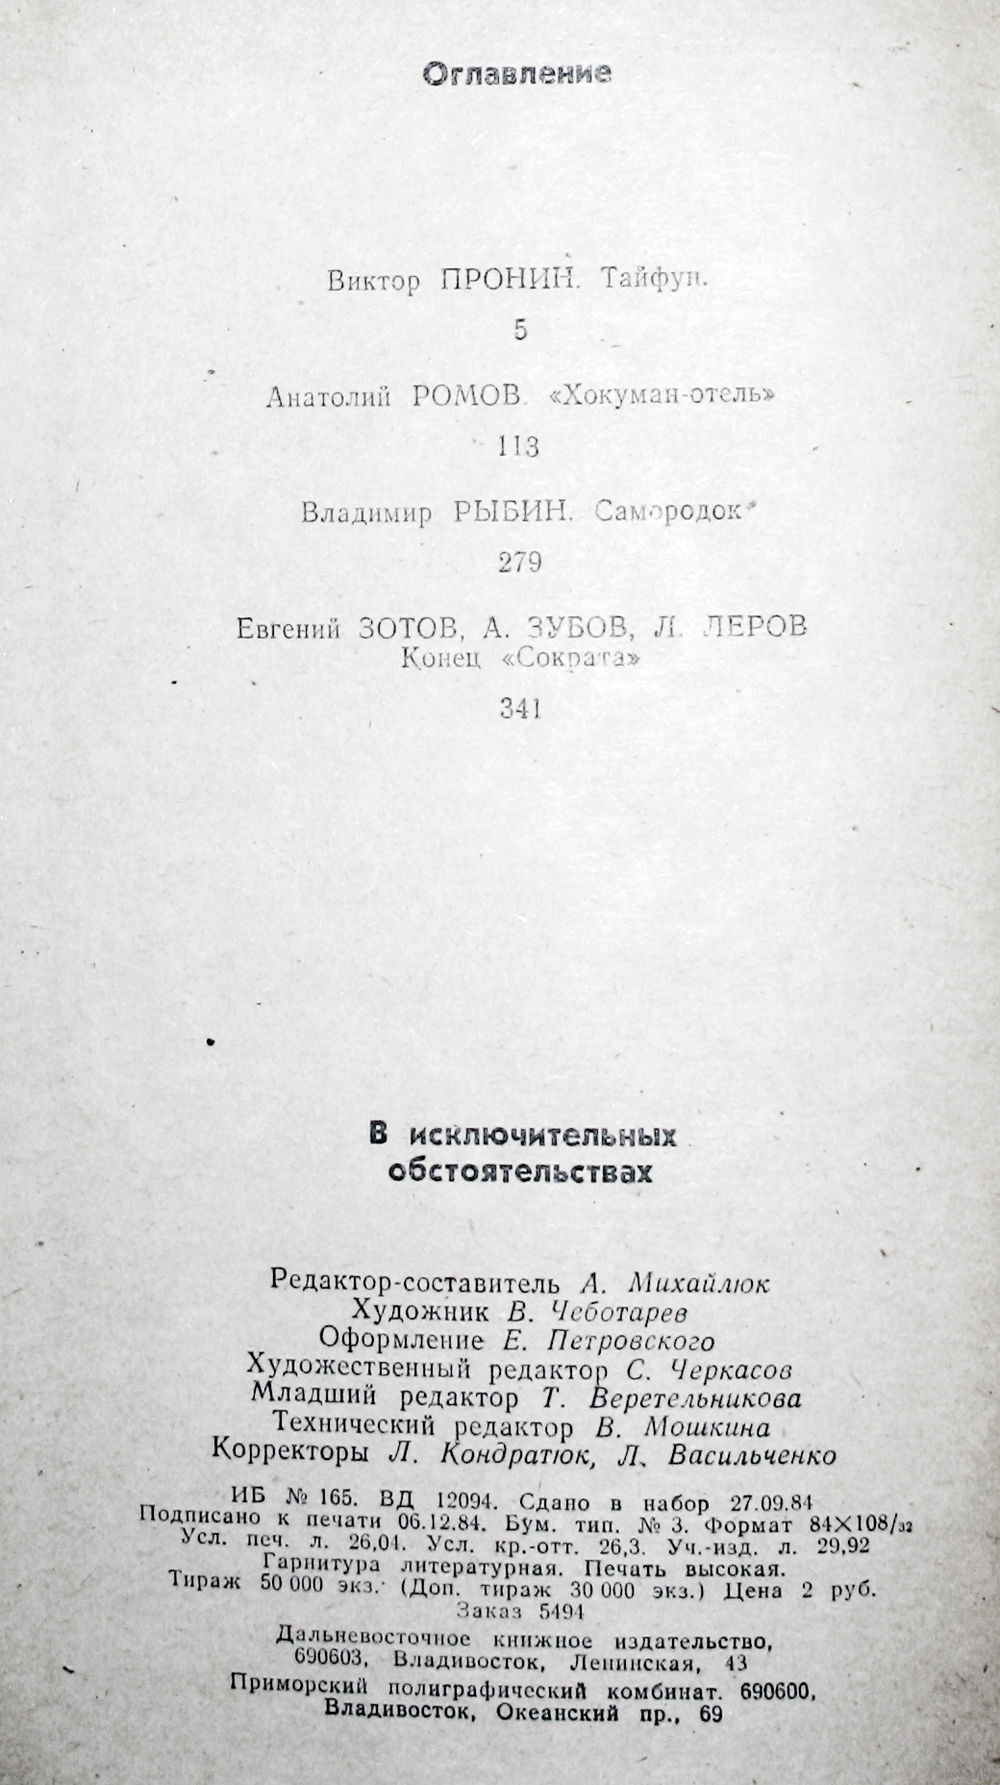 Оглавление
Виктор ПРОНИН. Тайфун.
5
Анатолий РОМОВ. «Хокуман-отель»
113
Владимир РЫБИН. Самородок
279
Евгений ЗОТОВ, А. ЗУБОВ, Л. ЛЕРОВ
Конец «Сократа»
341
В исключительных
обстоятельствах
Редактор-составитель А. Михайлюк
Художник В. Чеботарев
Оформление Е. Петровского
Художественный редактор С. Черкасов
Младший редактор Т. Веретельникова
Технический редактор В. Мошкина
Корректоры Л. Кондратюк, Л. Васильченко
ИБ № 165. ВД 12094. Сдано в набор 27.09.84
Подписано к печати 06.12.84. Бум. тип. № 3. Формат 84×108/32
Усл. печ. л. 26,04. Усл. кр.-отт. 26,3. Уч.-изд. л. 29,92
Гарнитура литературная. Печать высокая.
Тираж 50 000 экз. (Доп. тираж 30 000 экз.) Цена 2 руб.
Заказ 5494
Дальневосточное книжное издательство,
690603, Владивосток, Ленинская, 43
Приморский полиграфический комбинат. 690600,
Владивосток, Океанский пр., 69